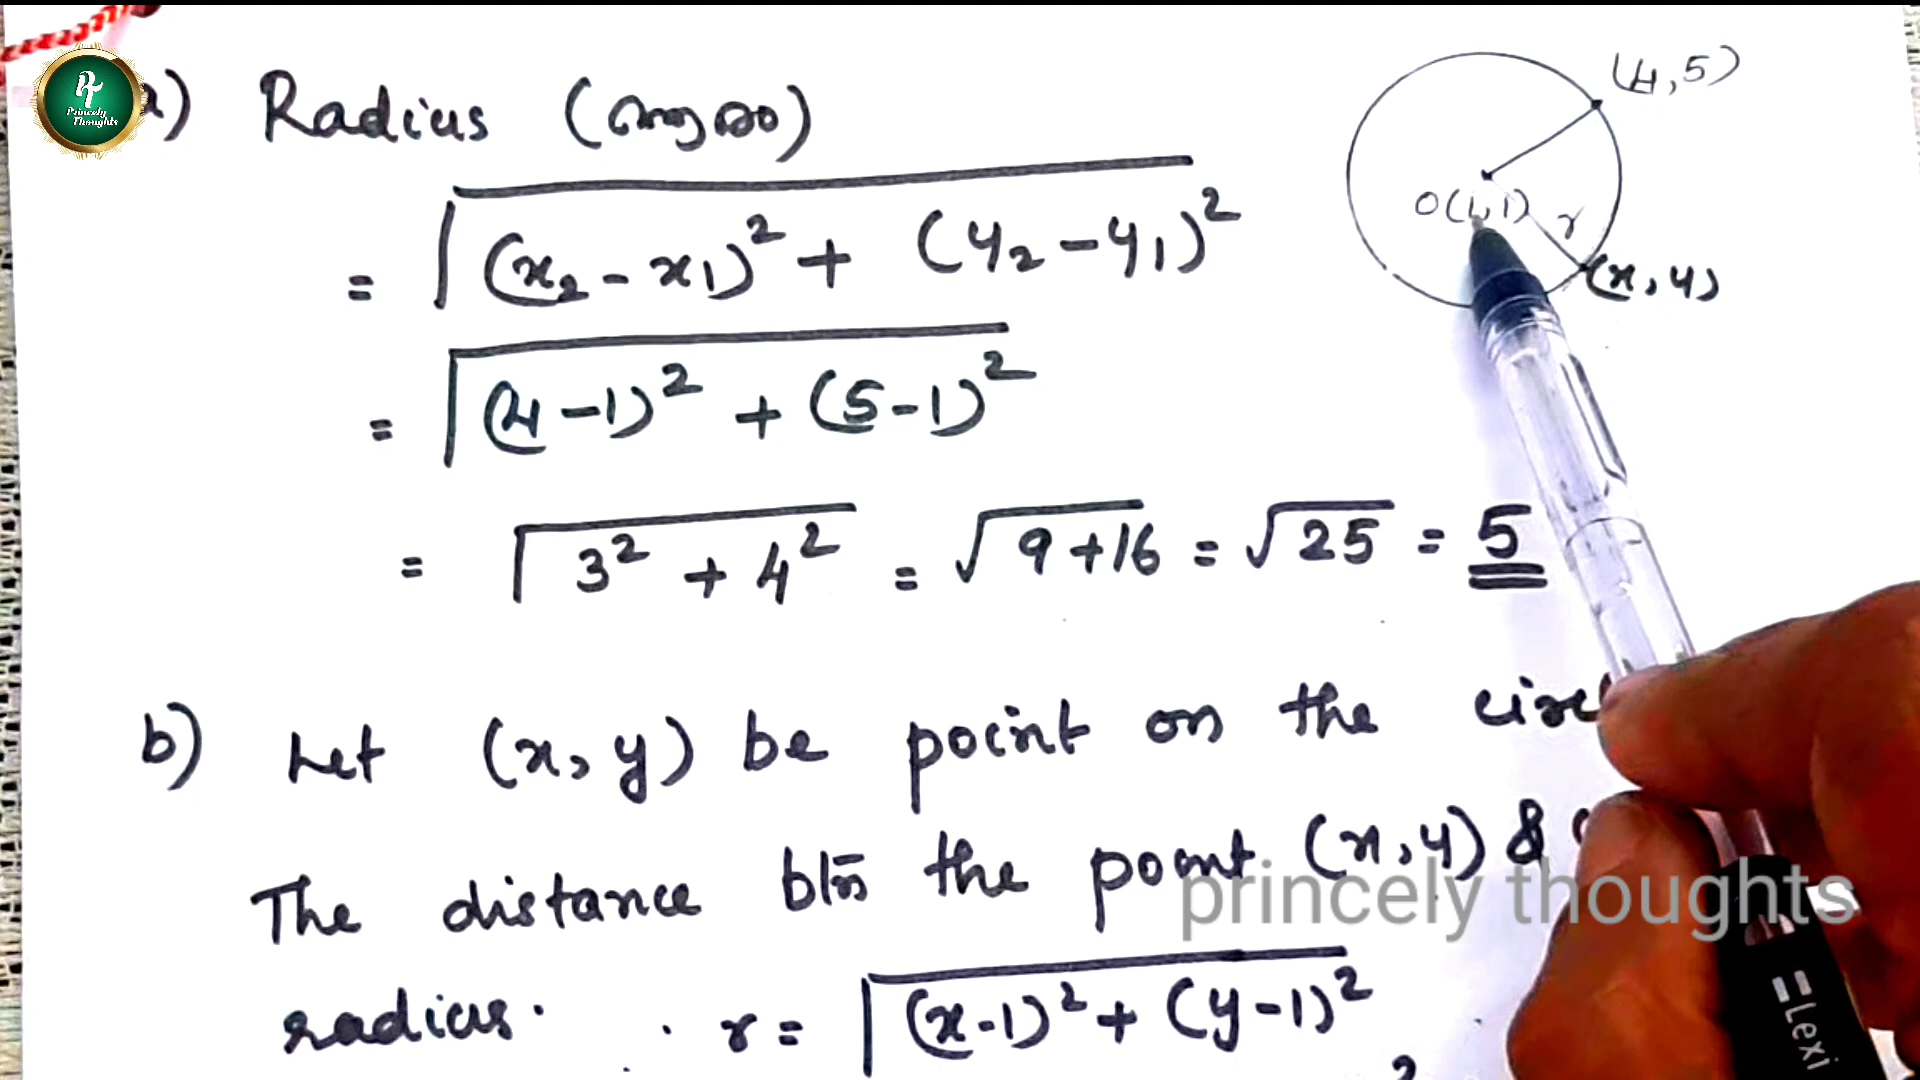 Princely Thoughts
a) Radius (ആരം)
(4,5)
O(1,1)
r
(x,y)
= √(x₂-x₁)² + (y₂-y₁)²
= √(4-1)² + (5-1)²
= √3² + 4² = √9+16 = √25 = 5
b) Let (x, y) be point on the
The distance b/n the point (x,y) &
radius. r = √(x-1)² + (y-1)²
2
princely thoughts
Lexi